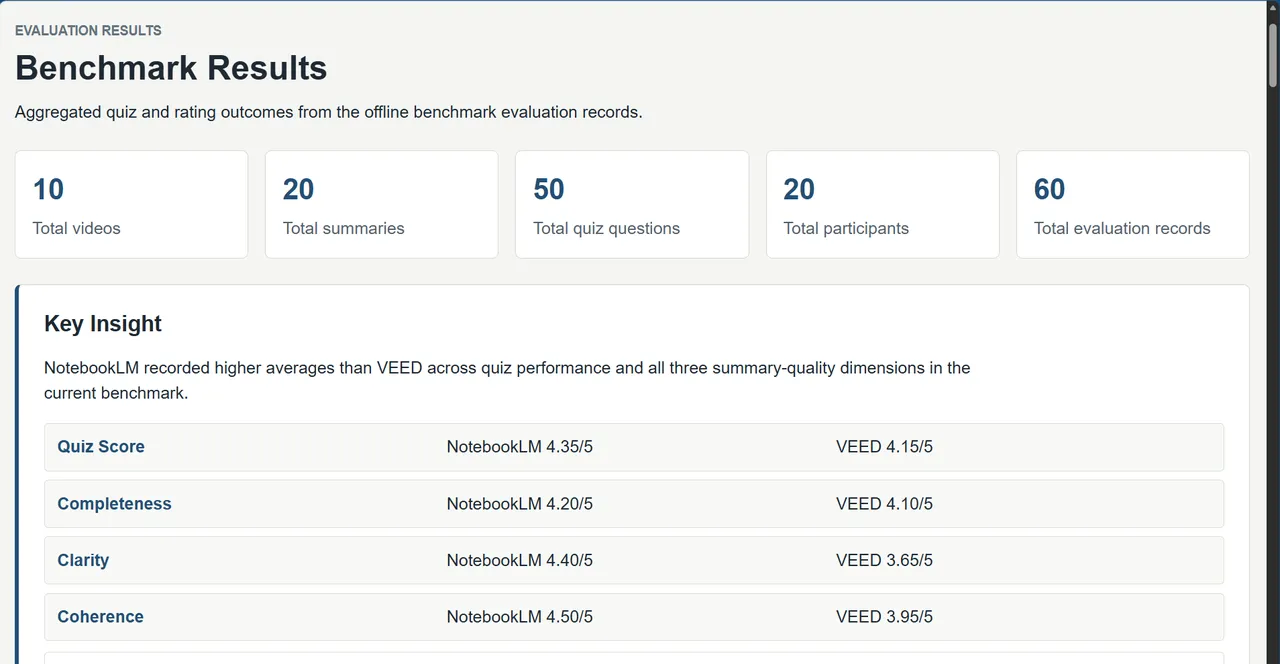 EVALUATION RESULTS
Benchmark Results
Aggregated quiz and rating outcomes from the offline benchmark evaluation records.
10
Total videos
20
Total summaries
50
Total quiz questions
20
Total participants
60
Total evaluation records
Key Insight
NotebookLM recorded higher averages than VEED across quiz performance and all three summary-quality dimensions in the
current benchmark.
Quiz Score NotebookLM 4.35/5 VEED 4.15/5
Completeness NotebookLM 4.20/5 VEED 4.10/5
Clarity NotebookLM 4.40/5 VEED 3.65/5
Coherence NotebookLM 4.50/5 VEED 3.95/5